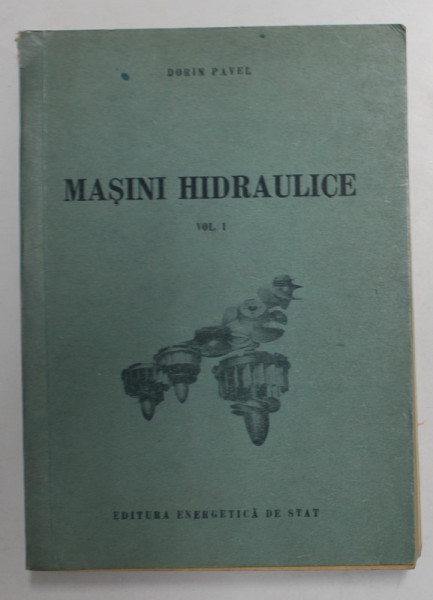 DORIN PAVEL
MAȘINI HIDRAULICE
VOL. I
EDITURA ENERGETICĂ DE STAT